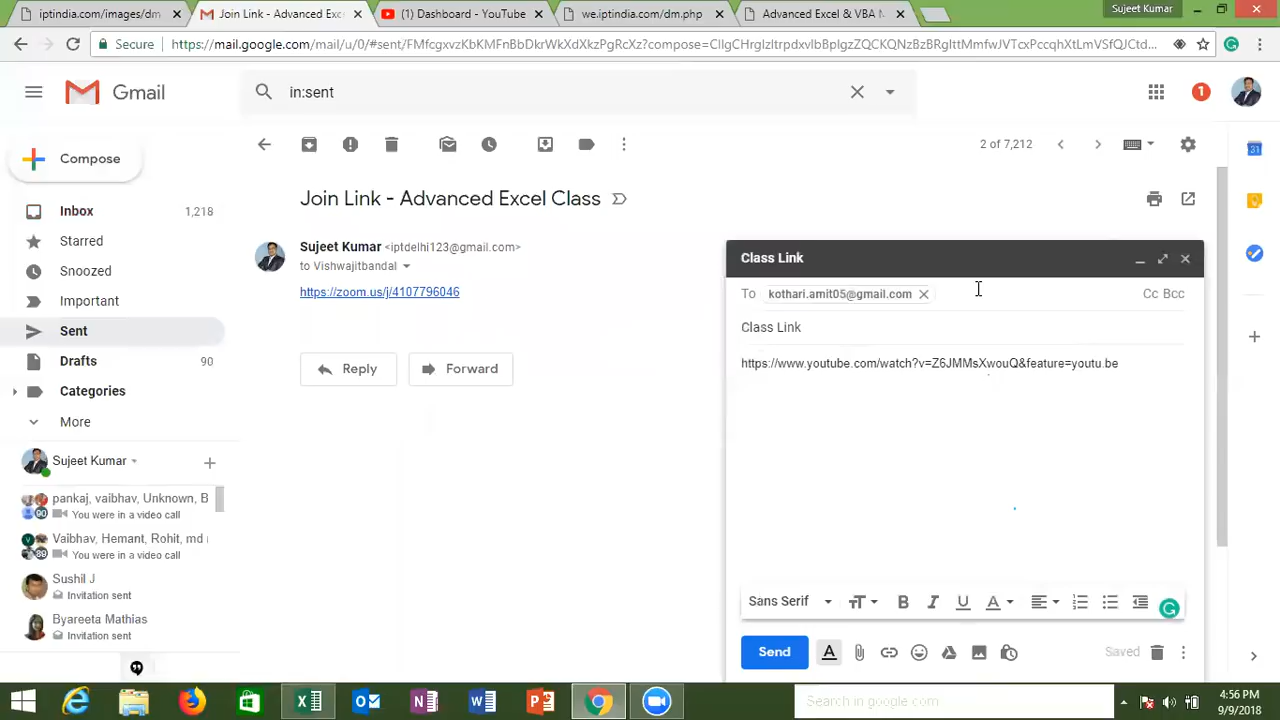 iptindia.com/images/dm
Join Link - Advanced Exc
(1) Dashboard - YouTube
we.iptindia.com/dm.php
Advanced Excel & VBA
Sujeet Kumar
Secure
https://mail.google.com/mail/u/0/#sent/FMfcgxvzKbKMFnBbDkrWkXdXkzPgRcXz?compose=CllgCHrglzltrpdwlbBplgzZQCKQNzBzBRglttMmfwJVTcxPccqhXtLmVSfQJCtd...
Gmail
in:sent
1
Compose
2 of 7,212
31
Inbox 1,218
Starred
Snoozed
Important
Sent
Drafts 90
Categories
More
Join Link - Advanced Excel Class
Sujeet Kumar <iptdelhi123@gmail.com>
to Vishwajitbandal
https://zoom.us/j/4107796046
Reply
Forward
Class Link
To kothari.amit05@gmail.com
Cc Bcc
Class Link
https://www.youtube.com/watch?v=Z6JMMsXwouQ&feature=youtu.be
Sujeet Kumar
pankaj, vaibhav, Unknown, B
You were in a video call
Vaibhav, Hemant, Rohit, md
You were in a video call
Sushil J
Invitation sent
Byareeta Mathias
Invitation sent
Sans Serif
Send
Saved
Search in google.com
4:56 PM
9/9/2018